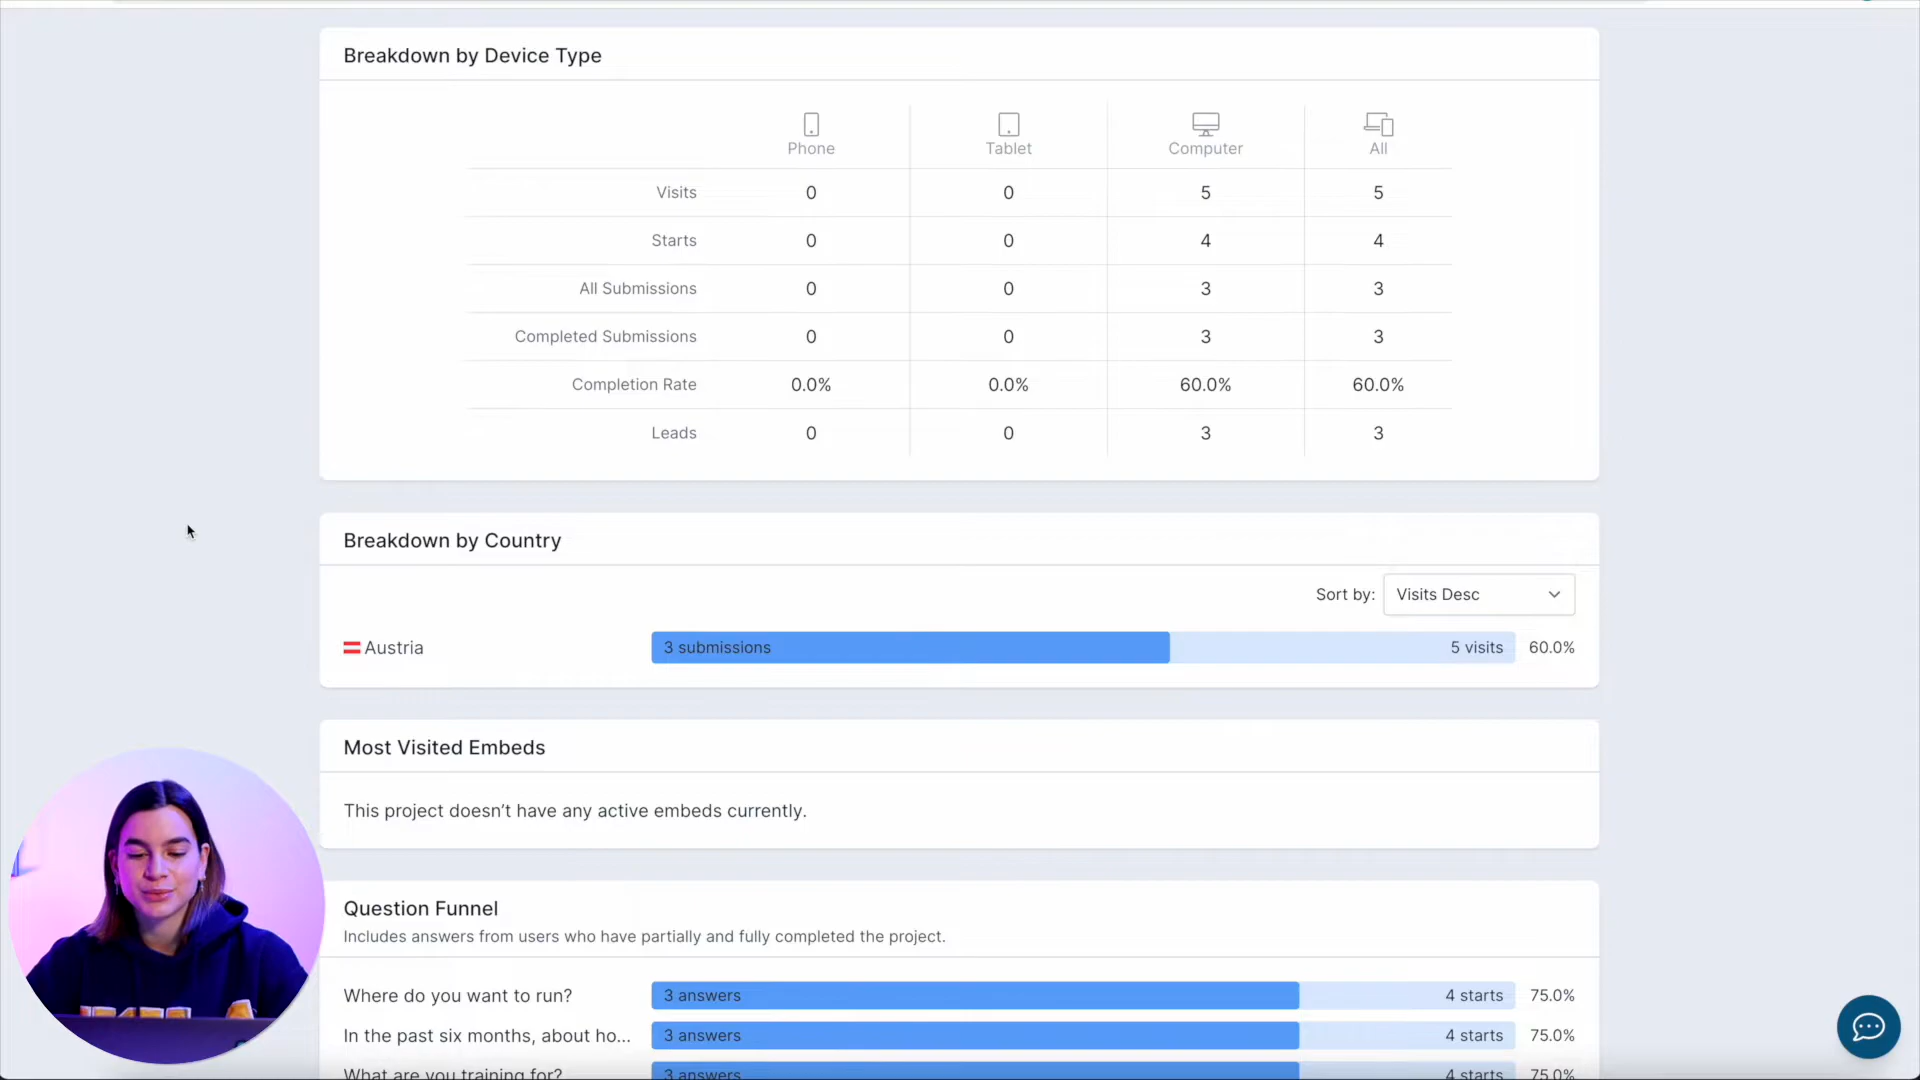 Breakdown by Device Type
Phone Tablet Computer All
Visits 0 0 5 5
Starts 0 0 4 4
All Submissions 0 0 3 3
Completed Submissions 0 0 3 3
Completion Rate 0.0% 0.0% 60.0% 60.0%
Leads 0 0 3 3
Breakdown by Country
Sort by: Visits Desc
Austria 3 submissions 5 visits 60.0%
Most Visited Embeds
This project doesn’t have any active embeds currently.
Question Funnel
Includes answers from users who have partially and fully completed the project.
Where do you want to run? 3 answers 4 starts 75.0%
In the past six months, about ho... 3 answers 4 starts 75.0%
What are you training for? 3 answers 4 starts 75.0%